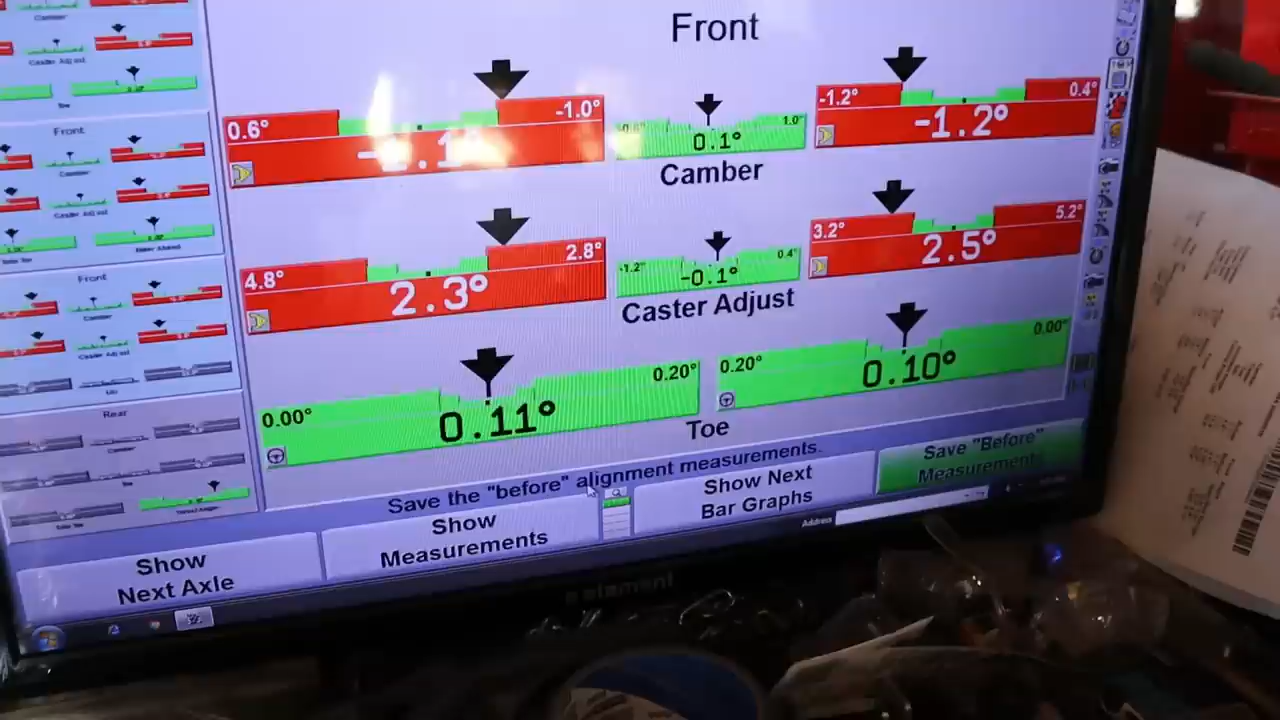 Front
0.6°
-1.0°
-1.2°
0.4°
1.0°
0.1°
-1.2°
Camber
4.8°
2.8°
2.3°
-1.2°
0.4°
-0.1°
3.2°
5.2°
2.5°
Caster Adjust
0.00°
0.20°
0.11°
0.20°
0.00°
0.10°
Toe
Save the "before" alignment measurements.
Show
Next Axle
Show
Measurements
Show Next
Bar Graphs
Save "Before"
Measurements
Address
element
Front
Camber
Front
Camber
Rear